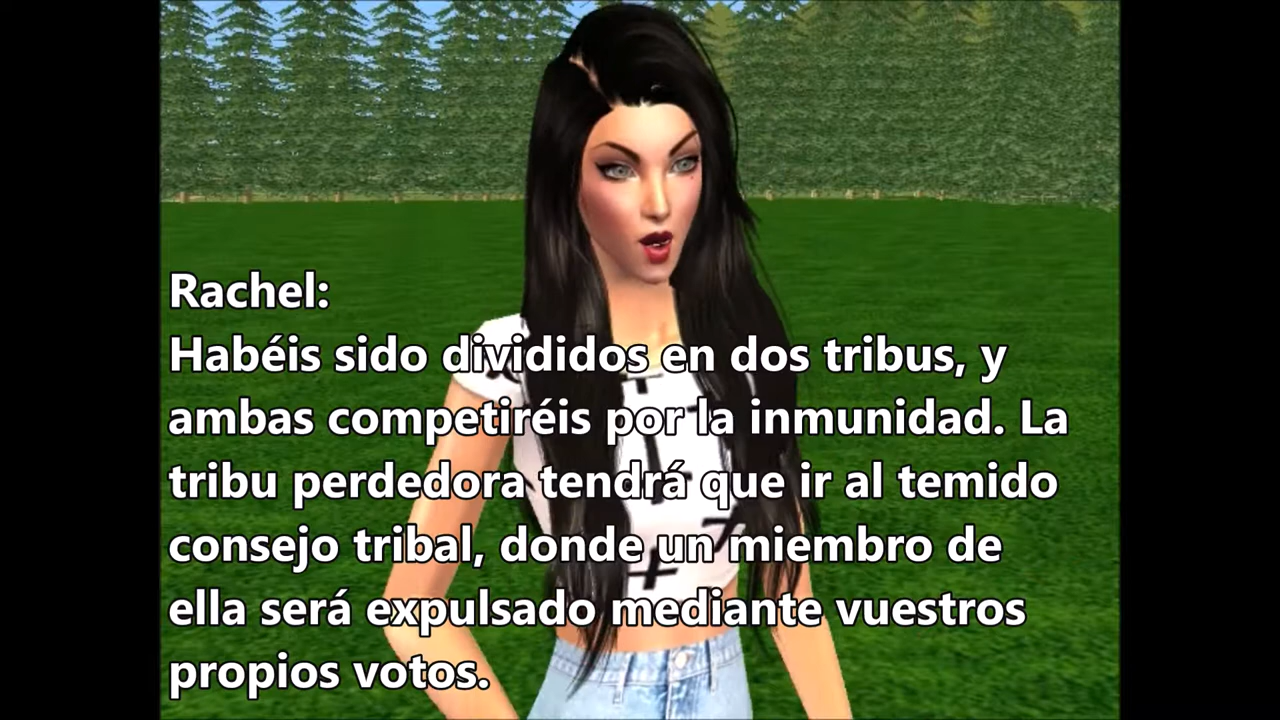 Rachel:
Habéis sido divididos en dos tribus, y
ambas competiréis por la inmunidad. La
tribu perdedora tendrá que ir al temido
consejo tribal, donde un miembro de
ella será expulsado mediante vuestros
propios votos.